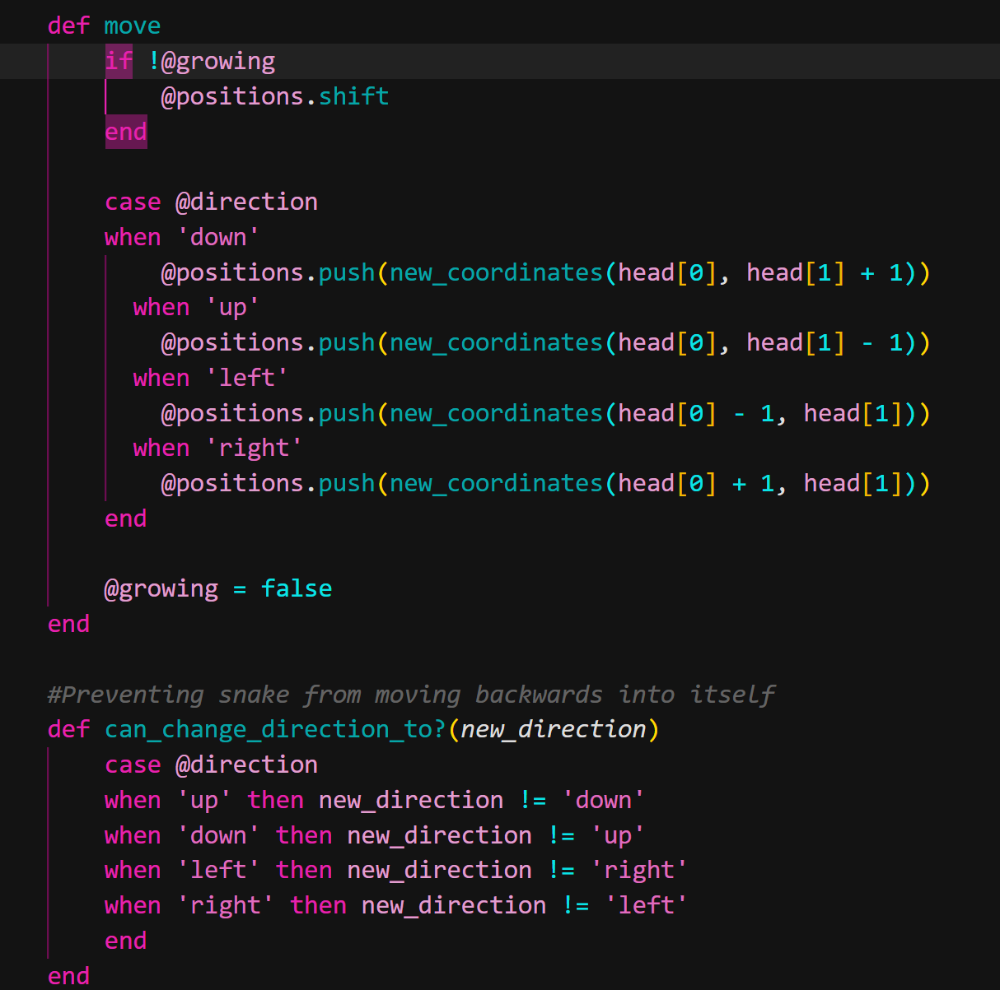 def move
if !@growing
@positions.shift
end
case @direction
when 'down'
@positions.push(new_coordinates(head[0], head[1] + 1))
when 'up'
@positions.push(new_coordinates(head[0], head[1] - 1))
when 'left'
@positions.push(new_coordinates(head[0] - 1, head[1]))
when 'right'
@positions.push(new_coordinates(head[0] + 1, head[1]))
end
@growing = false
end
#Preventing snake from moving backwards into itself
def can_change_direction_to?(new_direction)
case @direction
when 'up' then new_direction != 'down'
when 'down' then new_direction != 'up'
when 'left' then new_direction != 'right'
when 'right' then new_direction != 'left'
end
end